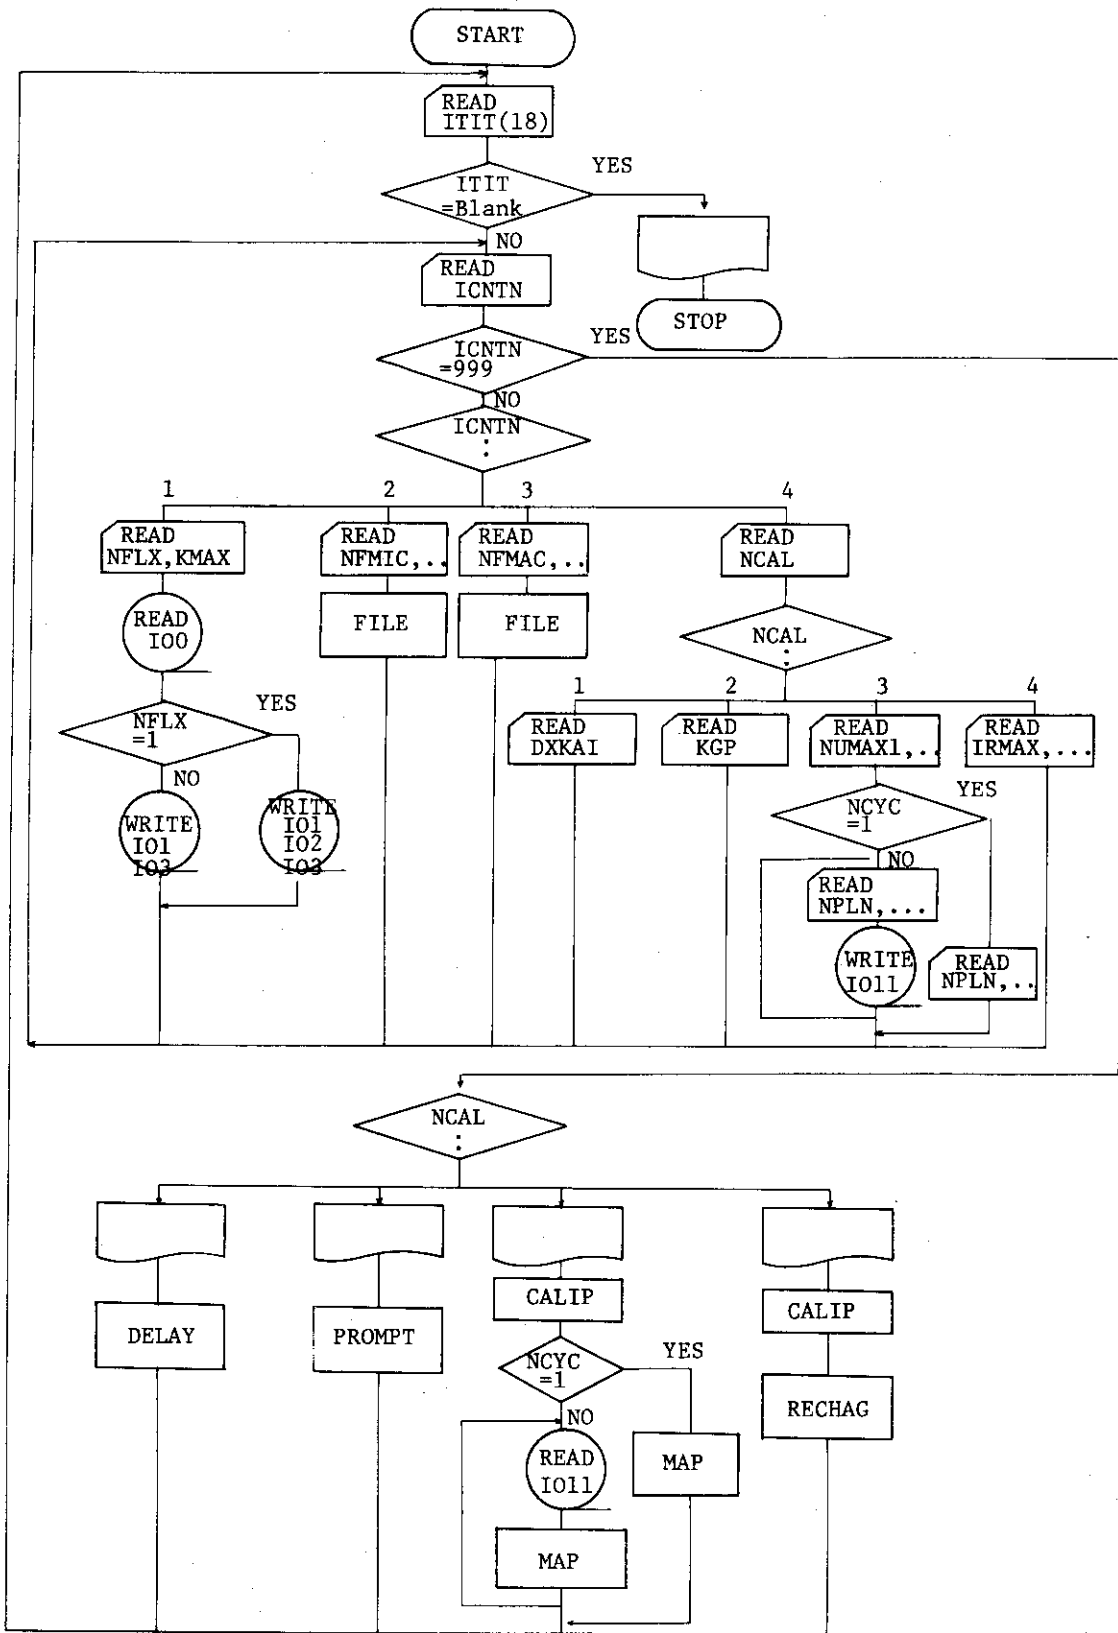 START
READ
ITIT(18)
YES
ITIT
=Blank
NO
READ
ICNTN
STOP
YES
ICNTN
=999
NO
ICNTN
:
1
2
3
4
READ
NFLX,KMAX
READ
NFMIC,..
READ
NFMAC,..
READ
NCAL
READ
IO0
FILE
FILE
NCAL
:
YES
NFLX
=1
NO
1
2
3
4
READ
DXKAI
READ
KGP
READ
NUMAX1,..
READ
IRMAX,...
WRITE
IO1
IO3
WRITE
IO1
IO2
IO3
YES
NCYC
=1
NO
READ
NPLN,...
WRITE
IO11
READ
NPLN,..
NCAL
:
DELAY
PROMPT
CALIP
CALIP
YES
NCYC
=1
NO
RECHAG
READ
IO11
MAP
MAP